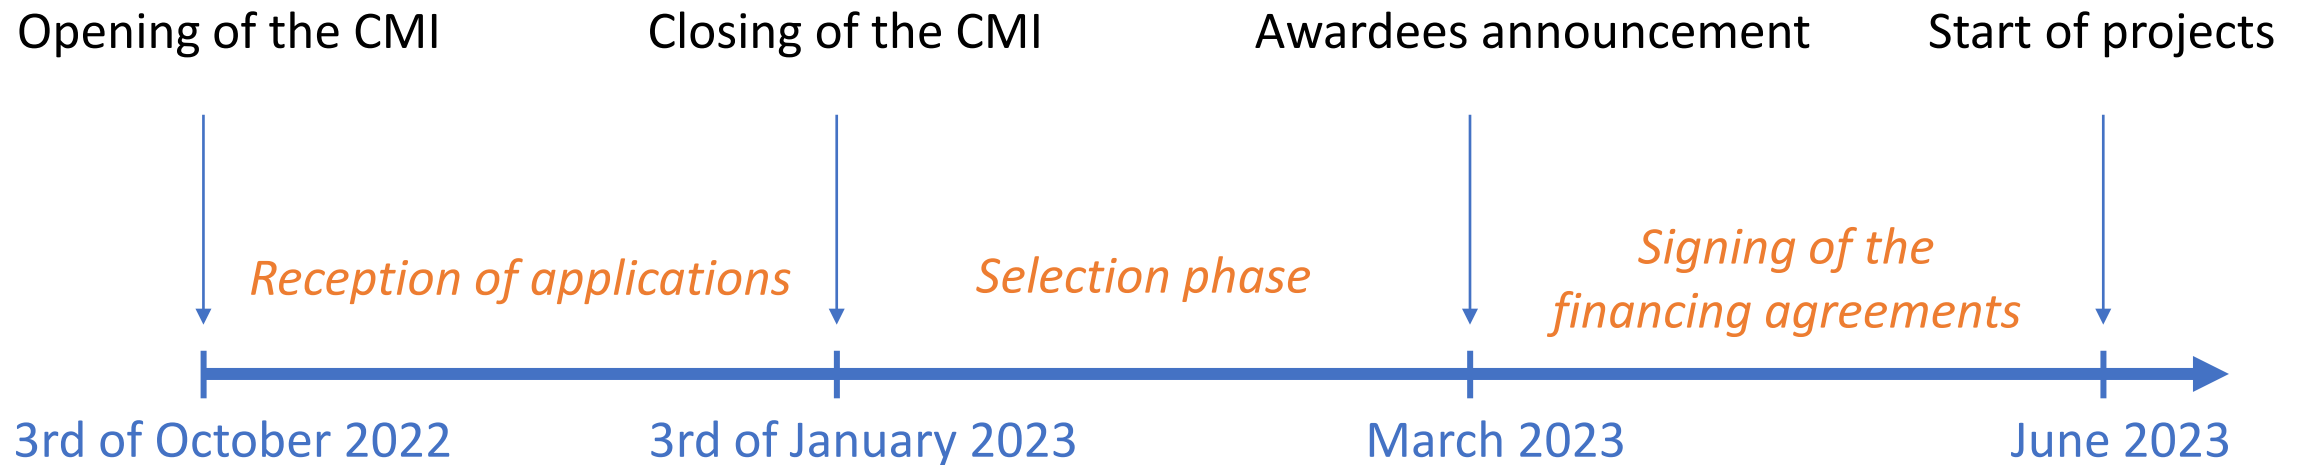 Opening of the CMI
Closing of the CMI
Awardees announcement
Start of projects
Reception of applications
Selection phase
Signing of the
financing agreements
3rd of October 2022
3rd of January 2023
March 2023
June 2023